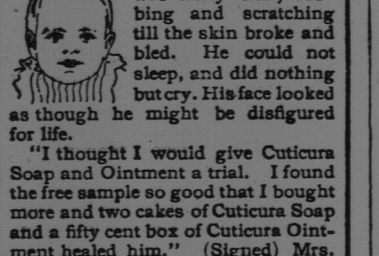 bing and scratching
till the skin broke and
bled. He could not
sleep, and did nothing
but cry. His face looked
as though he might be disfigured
for life.
"I thought I would give Cuticura
Soap and Ointment a trial. I found
the free sample so good that I bought
more and two cakes of Cuticura Soap
and a fifty cent box of Cuticura Oint-
ment healed him." (Signed) Mrs.